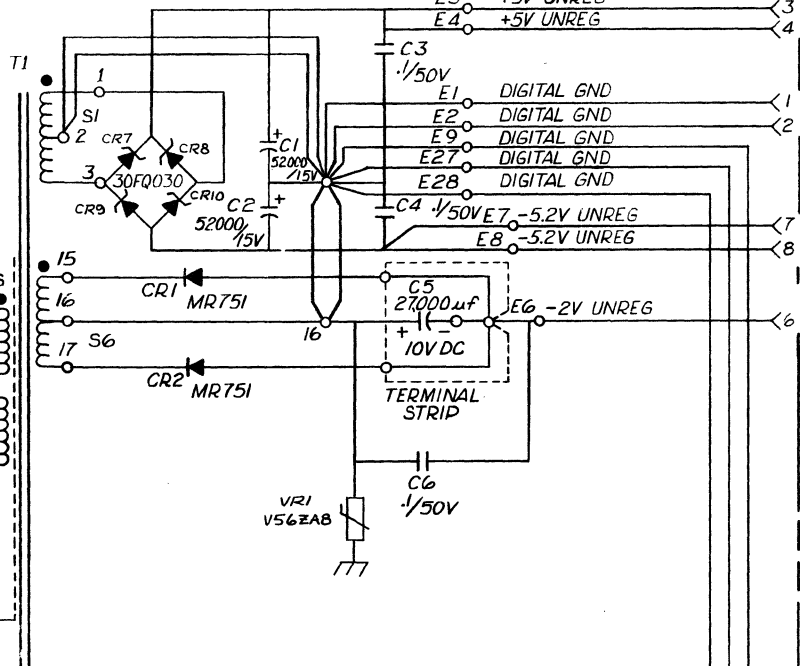 +5V UNREG
3
E4
+5V UNREG
4
T1
C3
.1/50V
1
E1
DIGITAL GND
1
S1
2
E2
DIGITAL GND
2
CR7
CR8
+
C1
52000
/15V
E9
DIGITAL GND
E27
DIGITAL GND
3
30FQ030
E28
DIGITAL GND
CR9
CR10
C2
+
52000/15V
C4
.1/50V
E7
-5.2V UNREG
7
E8
-5.2V UNREG
8
15
CR1
MR751
C5
27,000 uf
16
S6
16
+
-
10V DC
E6
-2V UNREG
6
17
CR2
MR751
TERMINAL
STRIP
C6
.1/50V
VR1
V56ZA8